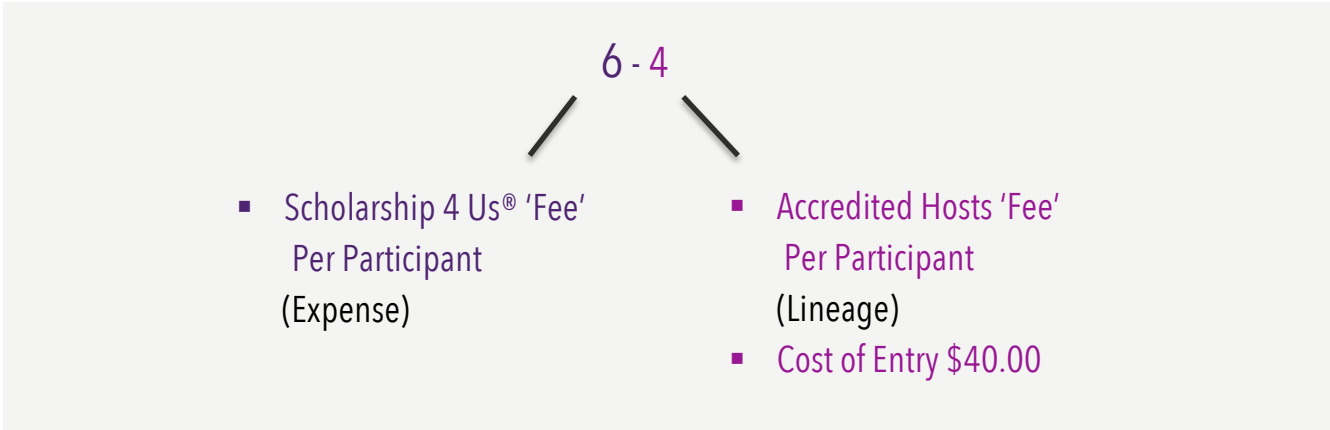 6 - 4
▪ Scholarship 4 Us® ‘Fee’
Per Participant
(Expense)
▪ Accredited Hosts ‘Fee’
Per Participant
(Lineage)
▪ Cost of Entry $40.00